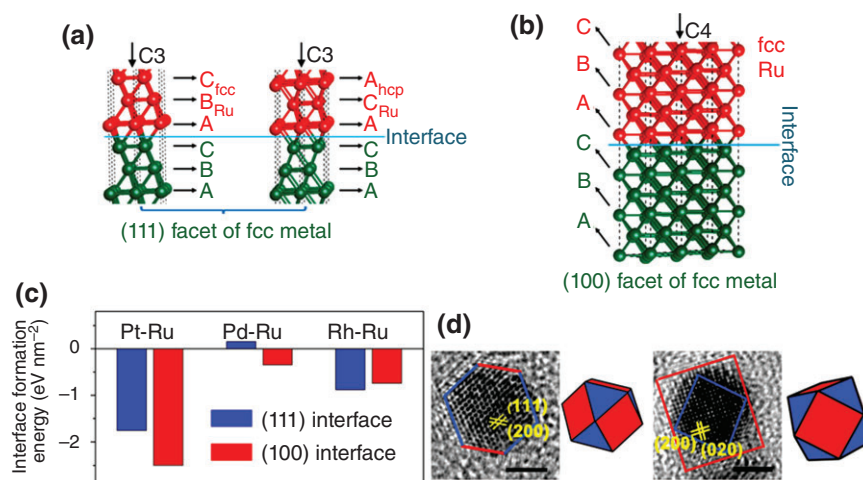 (a)
C3
C3
C fcc
B Ru
A
C
B
A
A hcp
C Ru
A
C
B
A
Interface
(111) facet of fcc metal
(b)
C4
C
B
A
C
B
A
fcc
Ru
Interface
(100) facet of fcc metal
(c)
Interface formation
energy (eV nm⁻²)
Pt-Ru
Pd-Ru
Rh-Ru
0
−1
−2
(111) interface
(100) interface
(d)
(111)
(200)
(200)
(020)